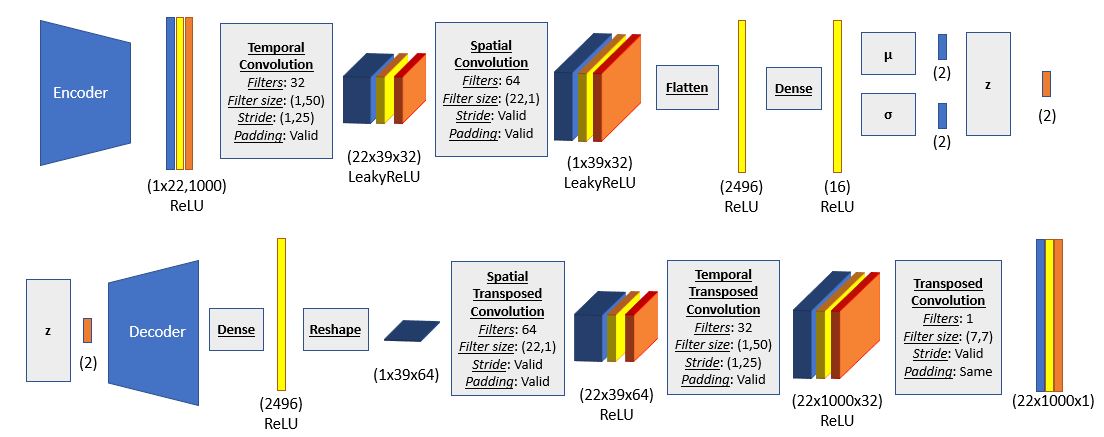 Encoder
(1x22,1000)
ReLU
Temporal
Convolution
Filters: 32
Filter size: (1,50)
Stride: (1,25)
Padding: Valid
(22x39x32)
LeakyReLU
Spatial
Convolution
Filters: 64
Filter size: (22,1)
Stride: Valid
Padding: Valid
(1x39x32)
LeakyReLU
Flatten
(2496)
ReLU
Dense
(16)
ReLU
μ
(2)
σ
(2)
z
(2)
z
(2)
Decoder
Dense
(2496)
ReLU
Reshape
(1x39x64)
Spatial
Transposed
Convolution
Filters: 64
Filter size: (22,1)
Stride: Valid
Padding: Valid
(22x39x64)
ReLU
Temporal
Transposed
Convolution
Filters: 32
Filter size: (1,50)
Stride: (1,25)
Padding: Valid
(22x1000x32)
ReLU
Transposed
Convolution
Filters: 1
Filter size: (7,7)
Stride: Valid
Padding: Same
(22x1000x1)